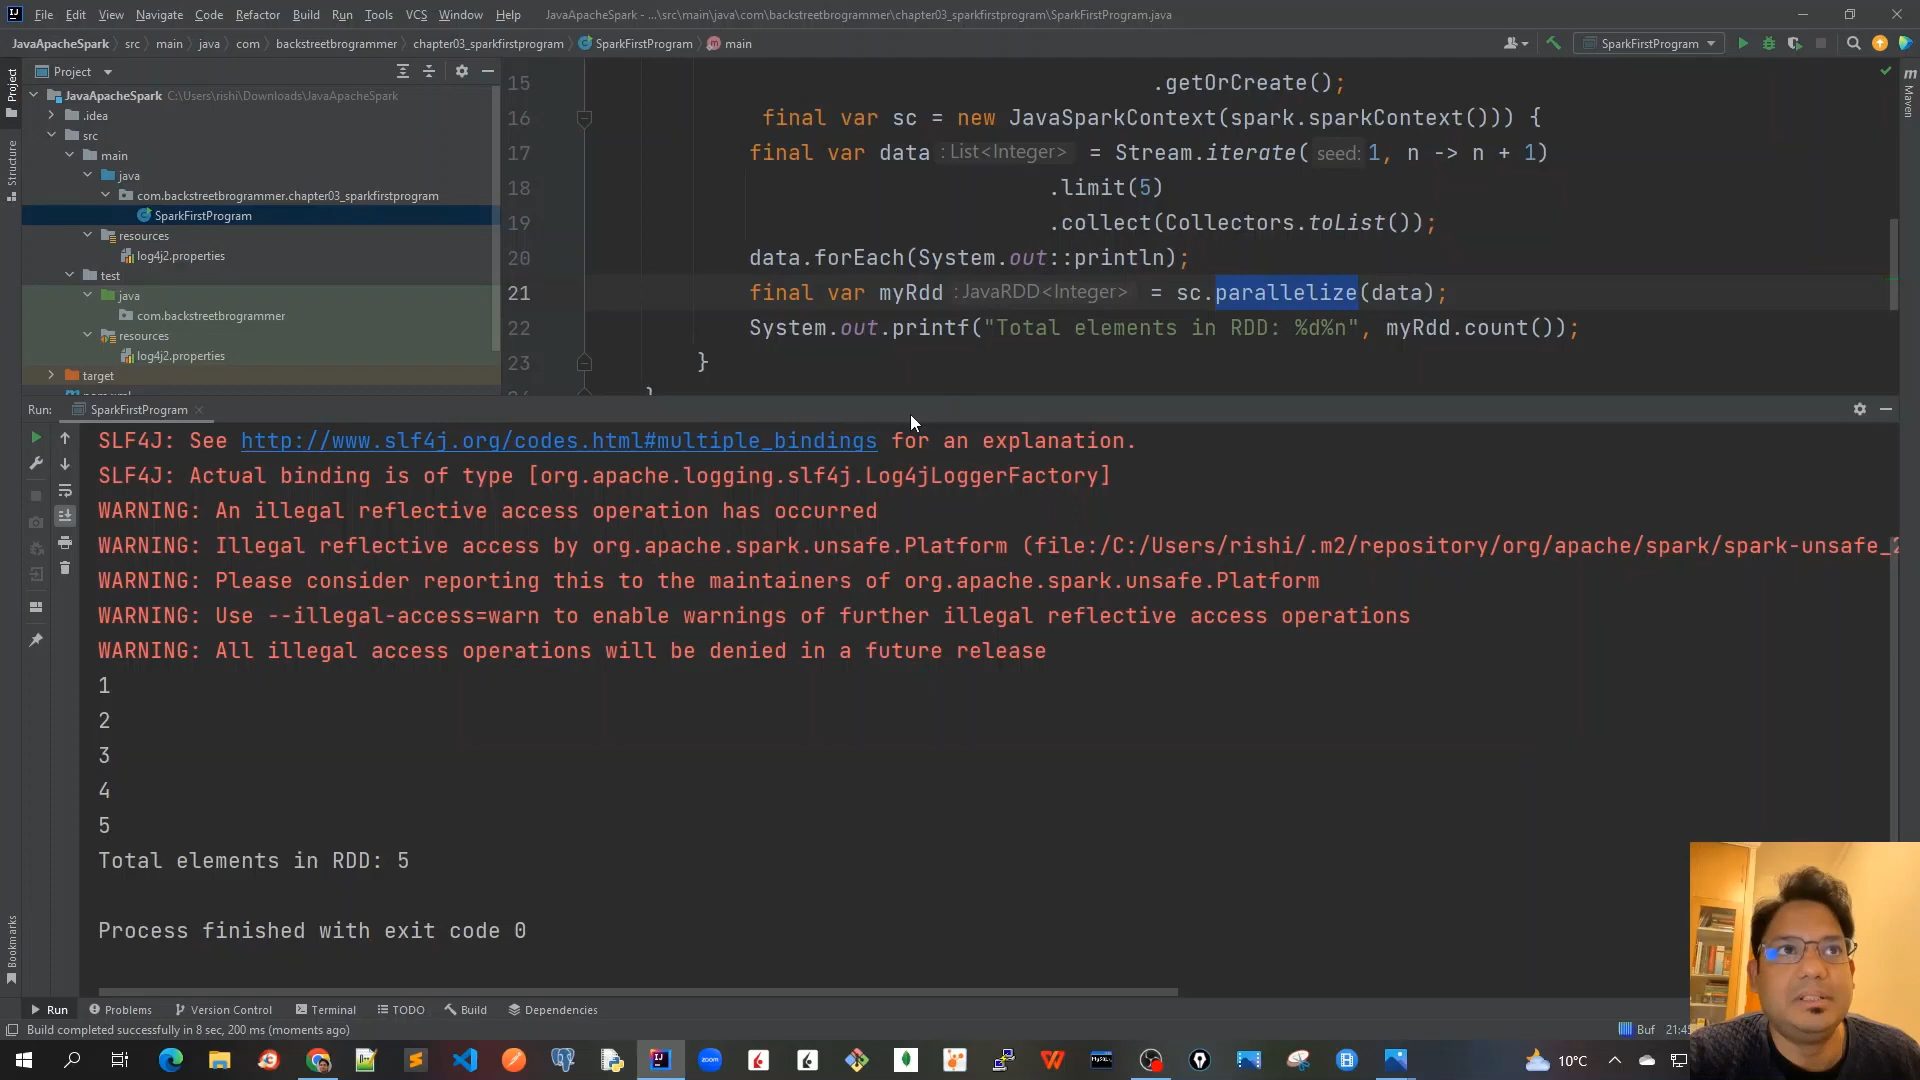 File Edit View Navigate Code Refactor Build Run Tools VCS Window Help JavaApacheSpark - ...\src\main\java\com\backstreetbrogrammer\chapter03_sparkfirstprogram\SparkFirstProgram.java
JavaApacheSpark src main java com backstreetbrogrammer chapter03_sparkfirstprogram SparkFirstProgram main SparkFirstProgram
Project
JavaApacheSpark C:\Users\rishi\Downloads\JavaApacheSpark
.idea
src
main
java
com.backstreetbrogrammer.chapter03_sparkfirstprogram
SparkFirstProgram
resources
log4j2.properties
test
java
com.backstreetbrogrammer
resources
log4j2.properties
target
Project
Structure
Bookmarks
m Maven
15 .getOrCreate();
16 final var sc = new JavaSparkContext(spark.sparkContext())) {
17 final var data : List<Integer> = Stream.iterate( seed: 1, n -> n + 1)
18 .limit(5)
19 .collect(Collectors.toList());
20 data.forEach(System.out::println);
21 final var myRdd : JavaRDD<Integer> = sc.parallelize(data);
22 System.out.printf("Total elements in RDD: %d%n", myRdd.count());
23 }
}
Run: SparkFirstProgram
SLF4J: See http://www.slf4j.org/codes.html#multiple_bindings for an explanation.
SLF4J: Actual binding is of type [org.apache.logging.slf4j.Log4jLoggerFactory]
WARNING: An illegal reflective access operation has occurred
WARNING: Illegal reflective access by org.apache.spark.unsafe.Platform (file:/C:/Users/rishi/.m2/repository/org/apache/spark/spark-unsafe_2
WARNING: Please consider reporting this to the maintainers of org.apache.spark.unsafe.Platform
WARNING: Use --illegal-access=warn to enable warnings of further illegal reflective access operations
WARNING: All illegal access operations will be denied in a future release
1
2
3
4
5
Total elements in RDD: 5
Process finished with exit code 0
Run Problems Version Control Terminal TODO Build Dependencies
Build completed successfully in 8 sec, 200 ms (moments ago) Buf 21:45
10°C